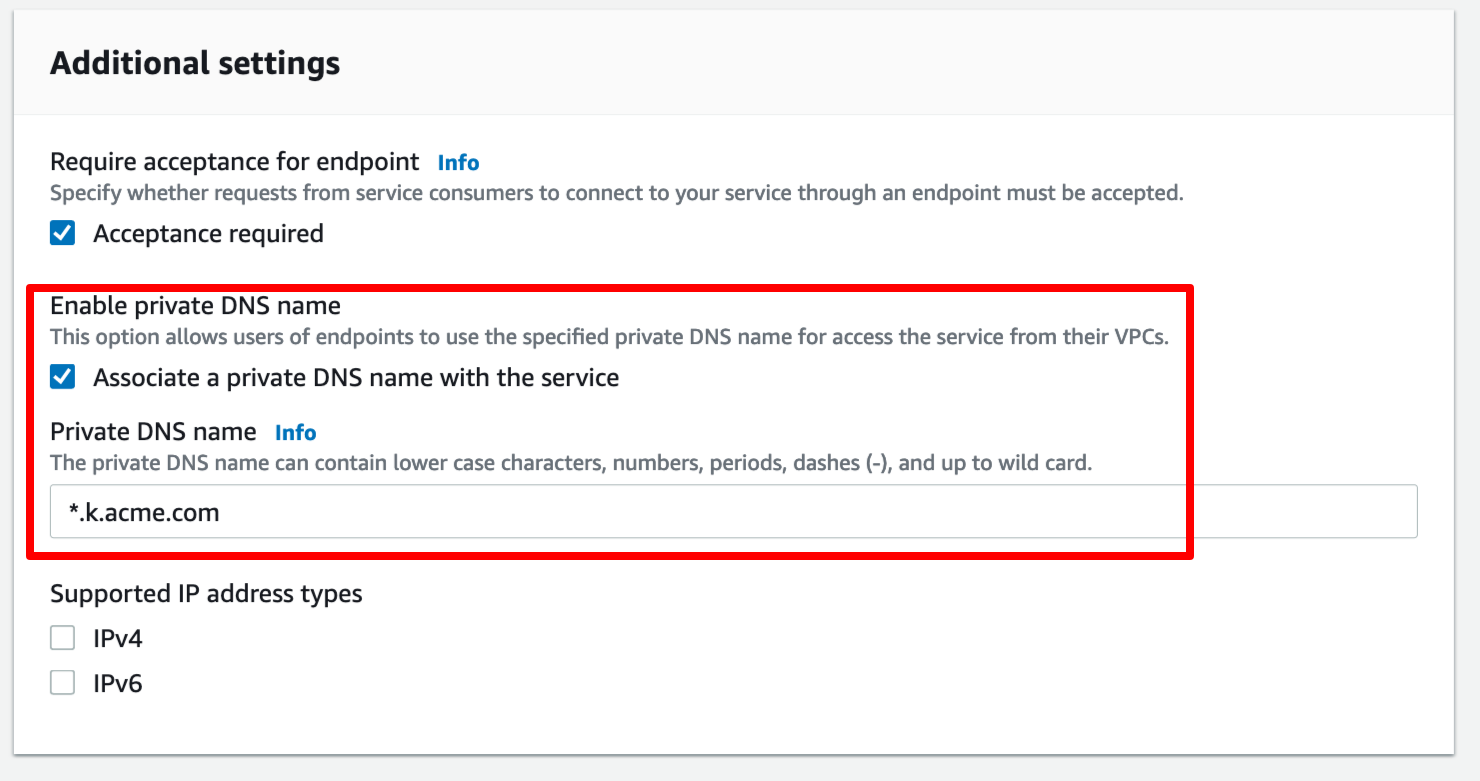 Additional settings
Require acceptance for endpoint Info
Specify whether requests from service consumers to connect to your service through an endpoint must be accepted.
Acceptance required
Enable private DNS name
This option allows users of endpoints to use the specified private DNS name for access the service from their VPCs.
Associate a private DNS name with the service
Private DNS name Info
The private DNS name can contain lower case characters, numbers, periods, dashes (-), and up to wild card.
*.k.acme.com
Supported IP address types
IPv4
IPv6